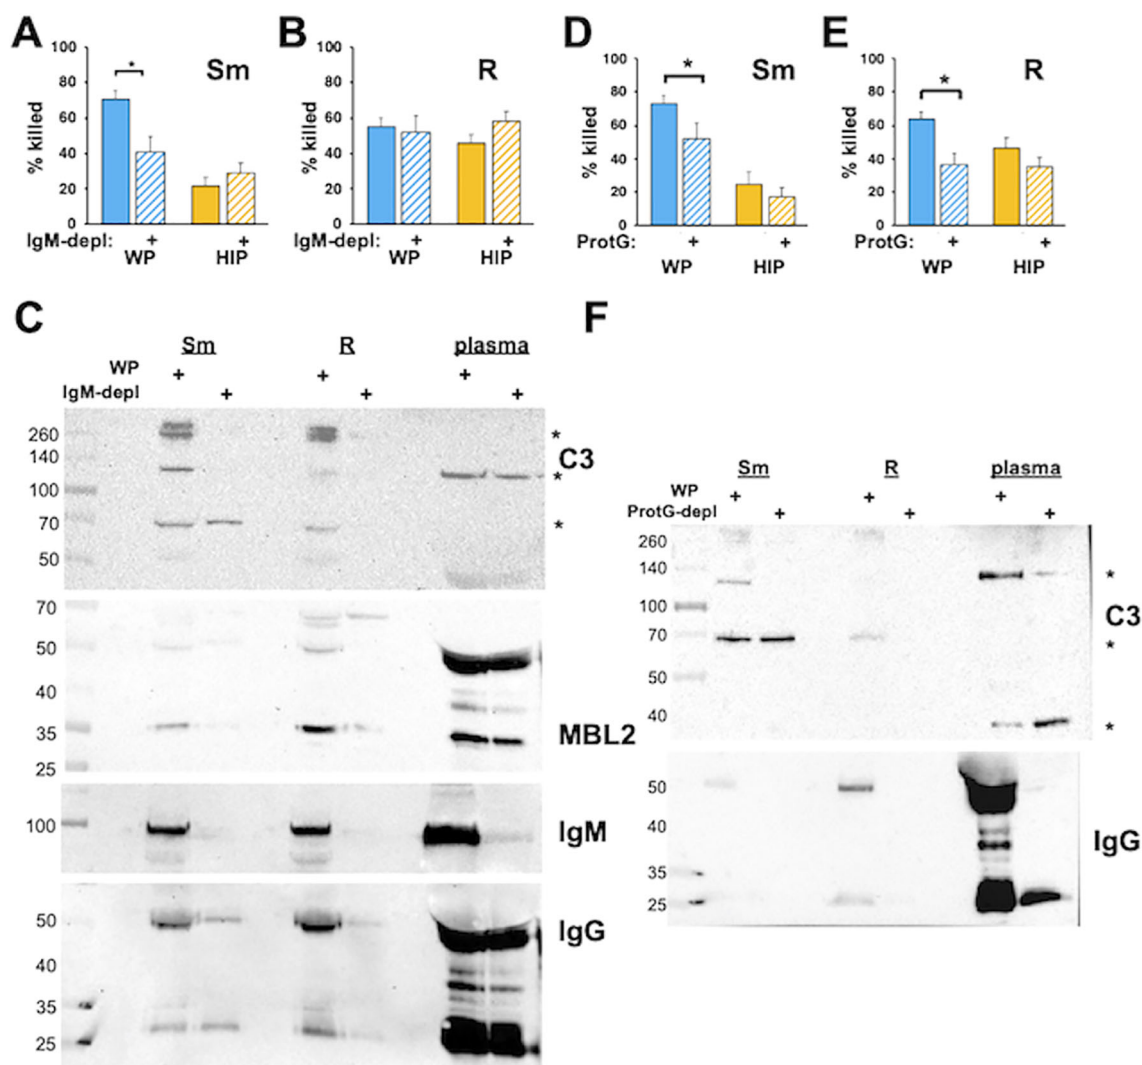 A
B
D
E
Sm
R
Sm
R
% killed
100
80
60
40
20
0
*
IgM-depl: + +
WP HIP
% killed
100
80
60
40
20
0
IgM-depl: + +
WP HIP
% killed
100
80
60
40
20
0
*
ProtG: + +
WP HIP
% killed
100
80
60
40
20
0
*
ProtG: + +
WP HIP
C
Sm R plasma
WP + + +
IgM-depl + + +
260 *
140 C3
100 *
70 *
50
70
50
40
35 MBL2
25
100 IgM
50 IgG
40
35
25
F
Sm R plasma
WP + + +
ProtG-depl + + +
260
140 *
100 C3
70 *
50
40 *
50
40 IgG
35
25